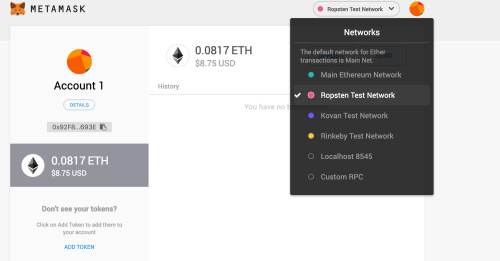 METAMASK
Ropsten Test Network
Account 1
DETAILS
0x92F8...693E
0.0817 ETH
$8.75 USD
Don't see your tokens?
Click on Add Token to add them to
your account
ADD TOKEN
0.0817 ETH
$8.75 USD
History
You have no t
Networks
The default network for Ether
transactions is Main Net.
Main Ethereum Network
Ropsten Test Network
Kovan Test Network
Rinkeby Test Network
Localhost 8545
Custom RPC